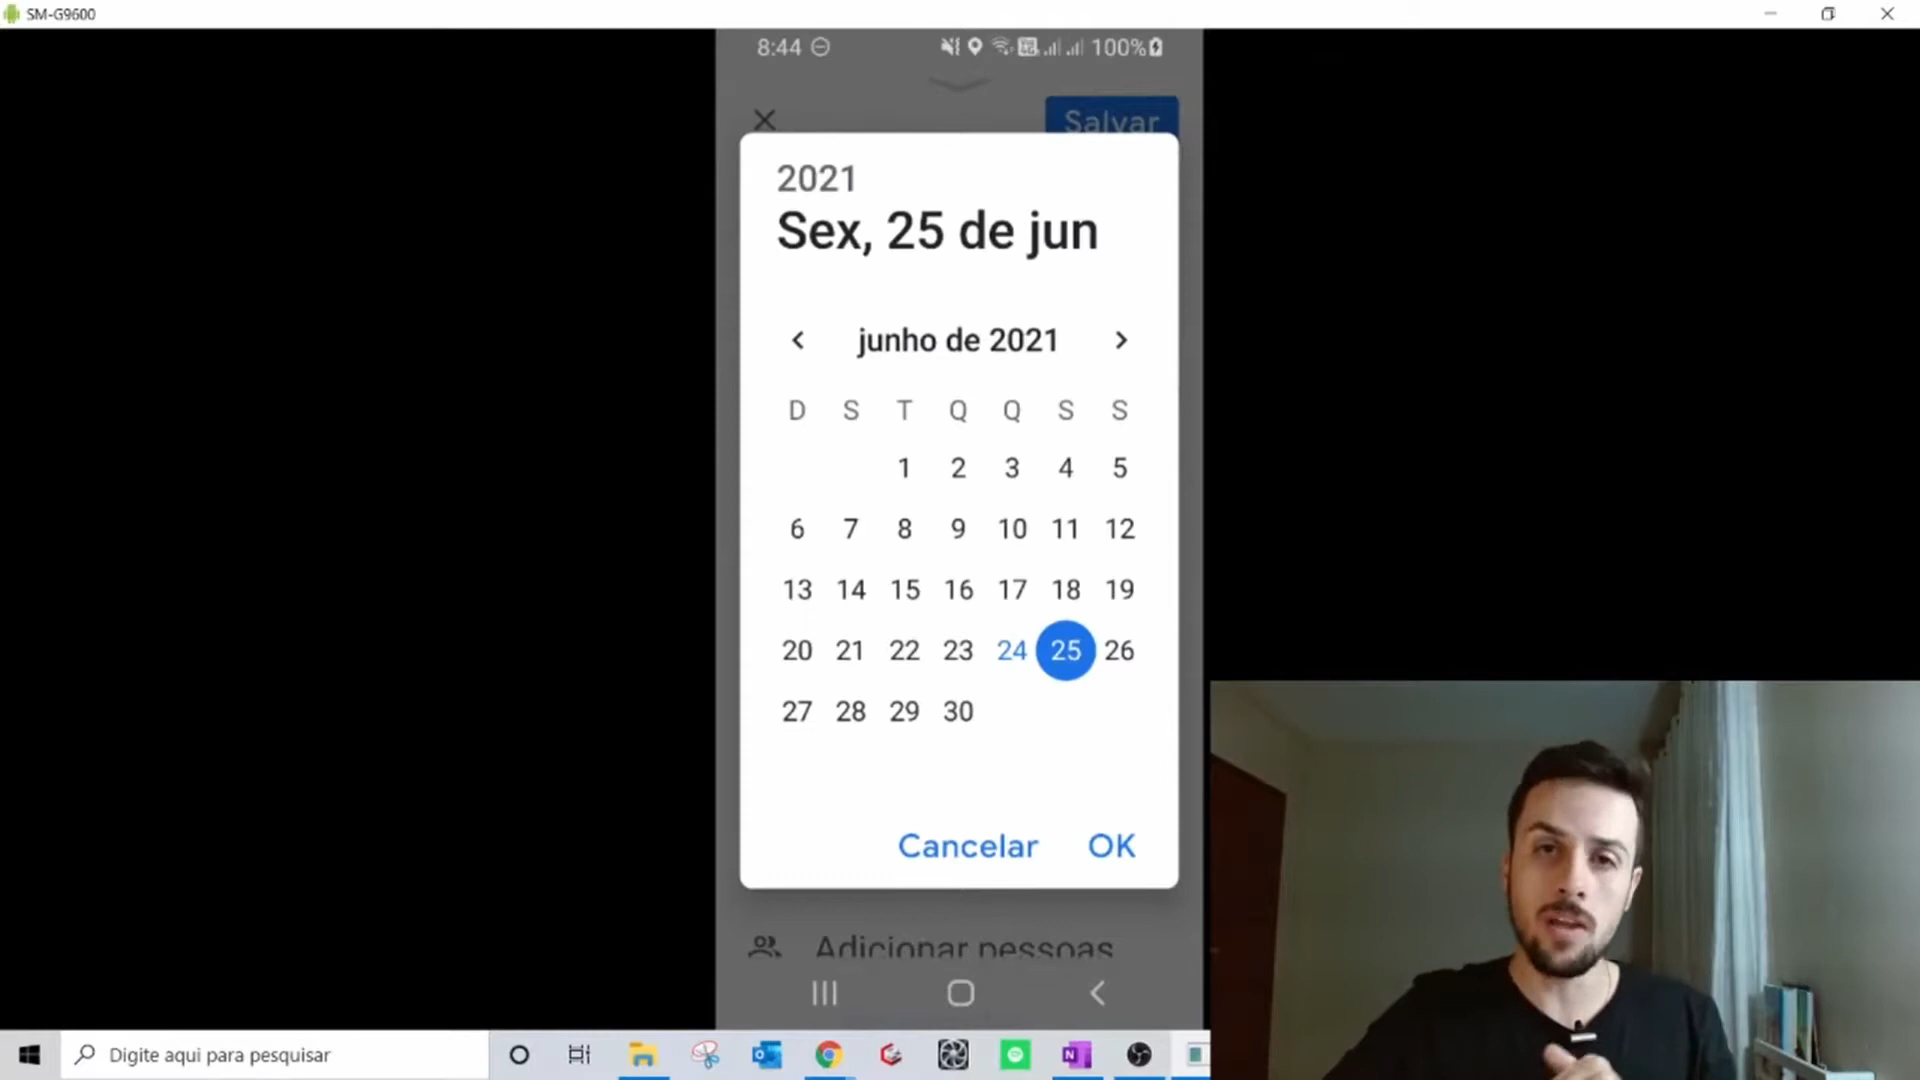 SM-G9600
8:44 100%
Salvar
2021
Sex, 25 de jun
junho de 2021
D S T Q Q S S
1 2 3 4 5
6 7 8 9 10 11 12
13 14 15 16 17 18 19
20 21 22 23 24 25 26
27 28 29 30
Cancelar OK
Adicionar pessoas
Digite aqui para pesquisar